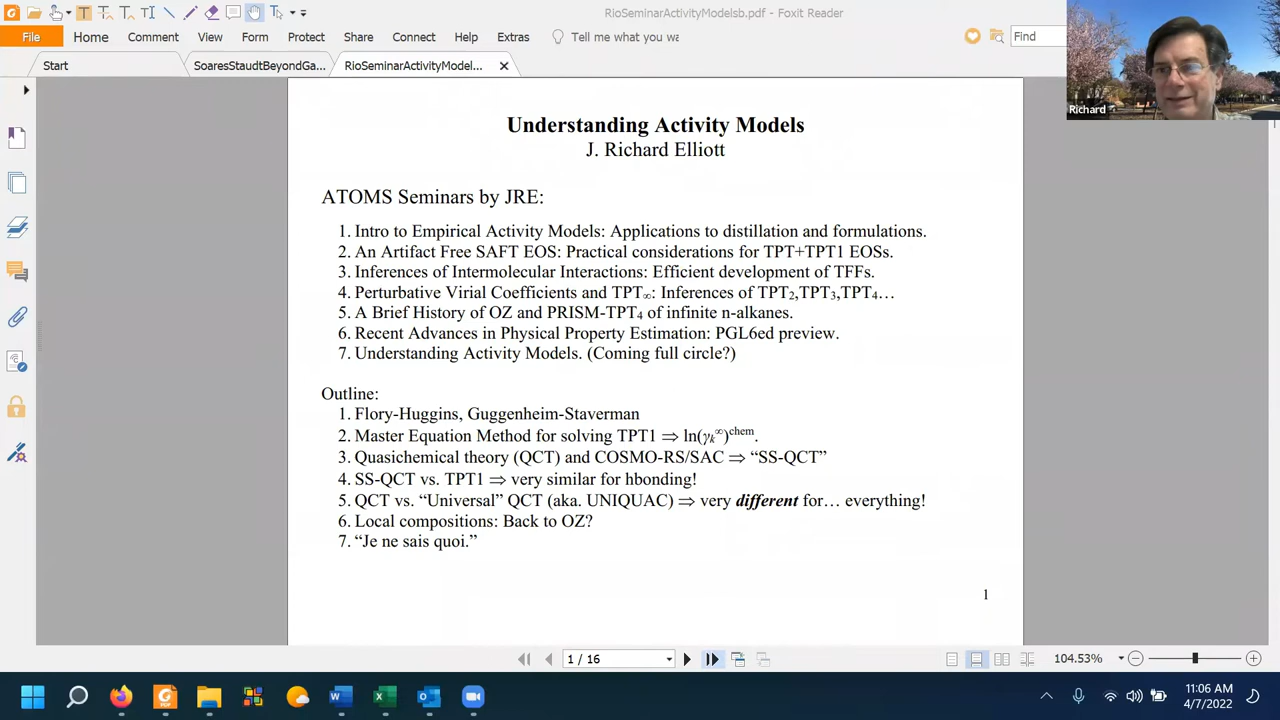 RioSeminarActivityModelsb.pdf - Foxit Reader
File Home Comment View Form Protect Share Connect Help Extras Tell me what you wa Find
Start SoaresStaudtBeyondGa... RioSeminarActivityModel...
Richard
Understanding Activity Models
J. Richard Elliott
ATOMS Seminars by JRE:
1. Intro to Empirical Activity Models: Applications to distillation and formulations.
2. An Artifact Free SAFT EOS: Practical considerations for TPT+TPT1 EOSs.
3. Inferences of Intermolecular Interactions: Efficient development of TFFs.
4. Perturbative Virial Coefficients and TPT∞: Inferences of TPT2,TPT3,TPT4…
5. A Brief History of OZ and PRISM-TPT4 of infinite n-alkanes.
6. Recent Advances in Physical Property Estimation: PGL6ed preview.
7. Understanding Activity Models. (Coming full circle?)
Outline:
1. Flory-Huggins, Guggenheim-Staverman
2. Master Equation Method for solving TPT1 ⇒ ln(γk∞)chem.
3. Quasichemical theory (QCT) and COSMO-RS/SAC ⇒ “SS-QCT”
4. SS-QCT vs. TPT1 ⇒ very similar for hbonding!
5. QCT vs. “Universal” QCT (aka. UNIQUAC) ⇒ very different for… everything!
6. Local compositions: Back to OZ?
7. “Je ne sais quoi.”
1
1 / 16
104.53%
11:06 AM
4/7/2022